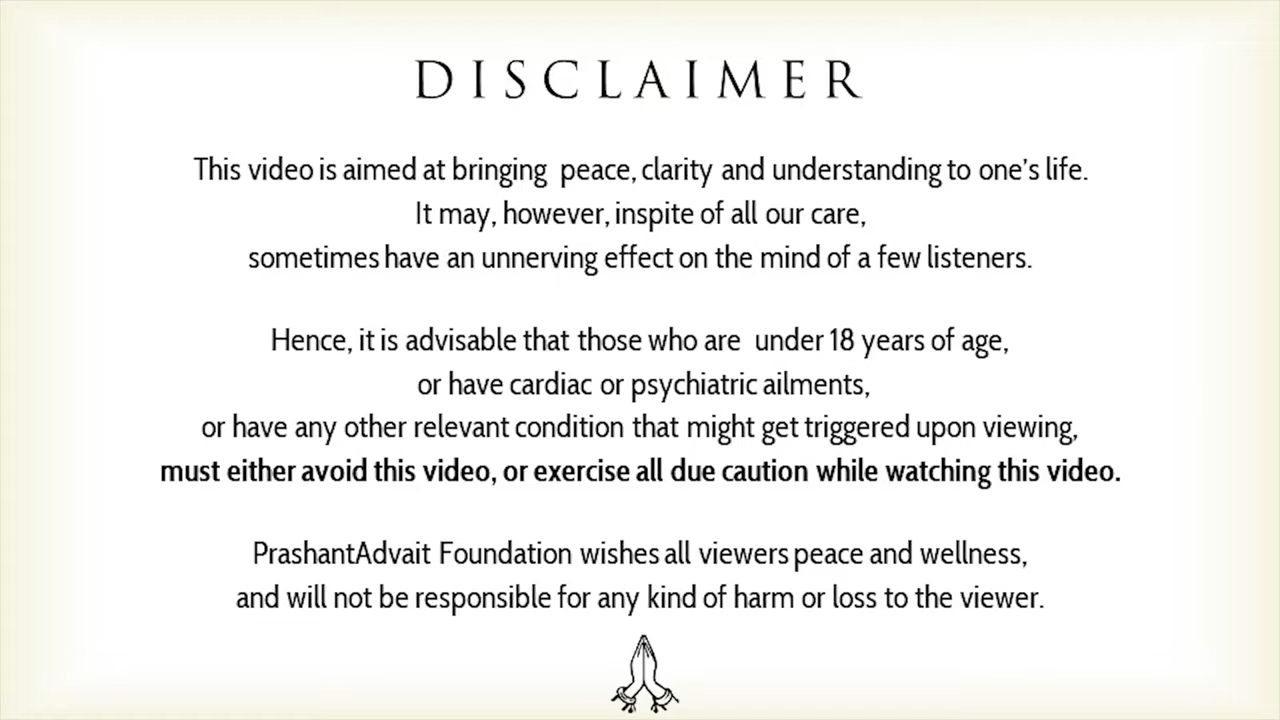 DISCLAIMER
This video is aimed at bringing peace, clarity and understanding to one's life.
It may, however, inspite of all our care,
sometimes have an unnerving effect on the mind of a few listeners.
Hence, it is advisable that those who are under 18 years of age,
or have cardiac or psychiatric ailments,
or have any other relevant condition that might get triggered upon viewing,
must either avoid this video, or exercise all due caution while watching this video.
PrashantAdvait Foundation wishes all viewers peace and wellness,
and will not be responsible for any kind of harm or loss to the viewer.